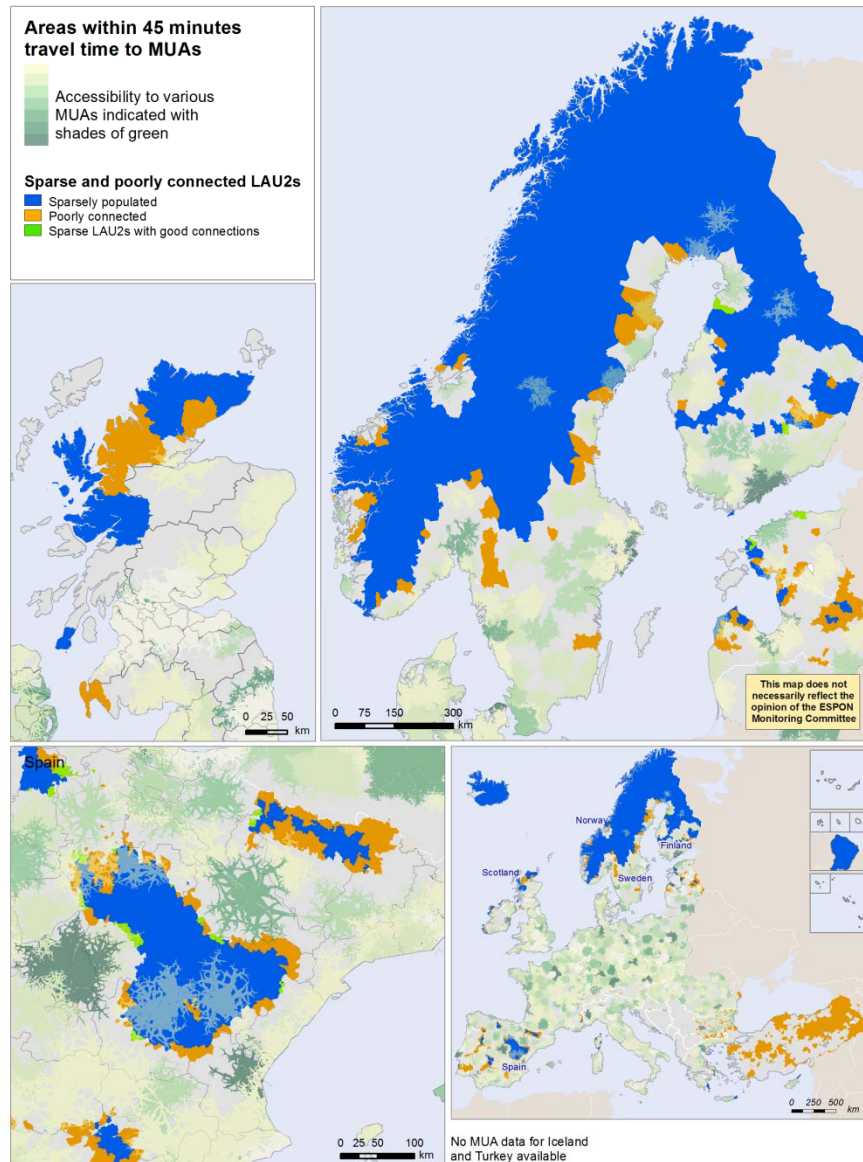 Areas within 45 minutes
travel time to MUAs
Accessibility to various
MUAs indicated with
shades of green
Sparse and poorly connected LAU2s
Sparsely populated
Poorly connected
Sparse LAU2s with good connections
0 25 50
km
0 75 150 300
km
This map does not
necessarily reflect the
opinion of the ESPON
Monitoring Committee
Spain
0 25 50 100
km
Norway
Finland
Scotland
Sweden
Spain
0 250 500
km
No MUA data for Iceland
and Turkey available